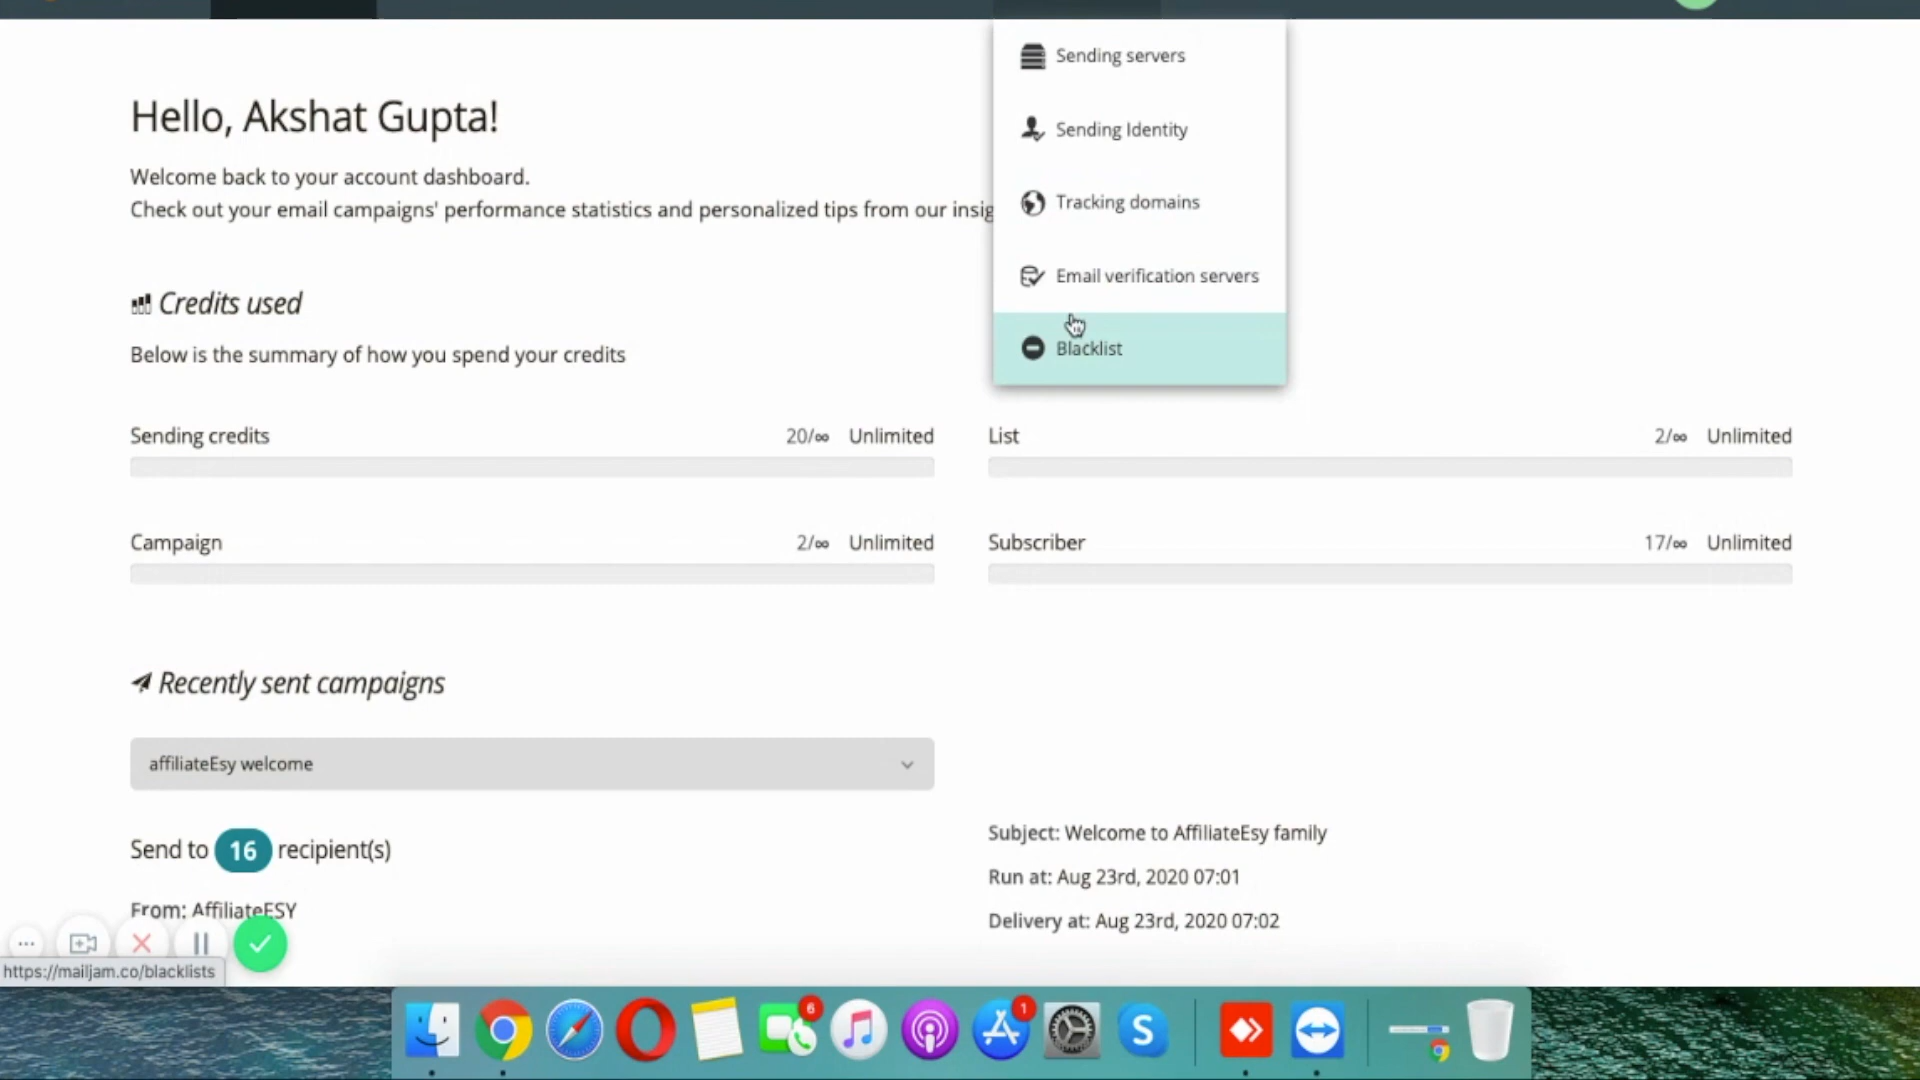 Sending servers
Sending Identity
Tracking domains
Email verification servers
Blacklist
Hello, Akshat Gupta!
Welcome back to your account dashboard.
Check out your email campaigns' performance statistics and personalized tips from our insig
Credits used
Below is the summary of how you spend your credits
Sending credits 20/∞ Unlimited
List 2/∞ Unlimited
Campaign 2/∞ Unlimited
Subscriber 17/∞ Unlimited
Recently sent campaigns
affiliateEsy welcome
Send to 16 recipient(s)
From: AffiliateESY
Subject: Welcome to AffiliateEsy family
Run at: Aug 23rd, 2020 07:01
Delivery at: Aug 23rd, 2020 07:02
https://mailjam.co/blacklists
6
1
S